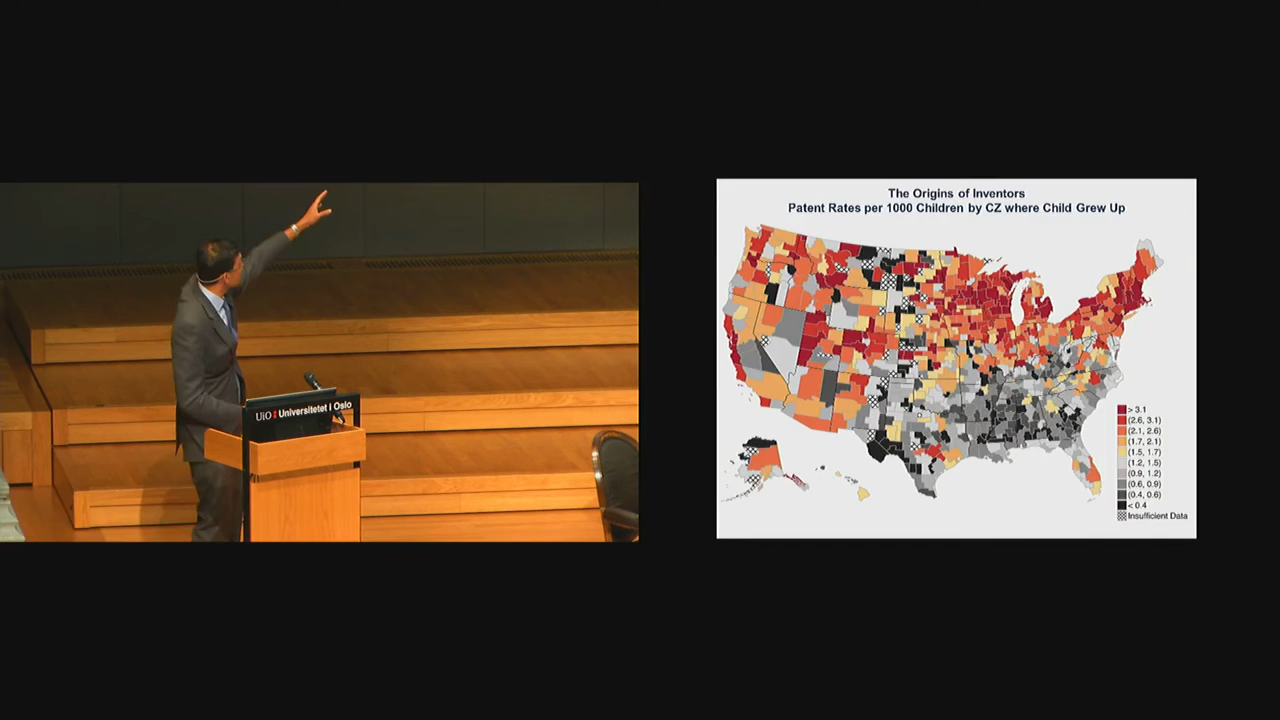 UiO Universitetet i Oslo
The Origins of Inventors
Patent Rates per 1000 Children by CZ where Child Grew Up
> 3.1
(2.6, 3.1)
(2.1, 2.6)
(1.7, 2.1)
(1.5, 1.7)
(1.2, 1.5)
(0.9, 1.2)
(0.6, 0.9)
(0.4, 0.6)
< 0.4
Insufficient Data